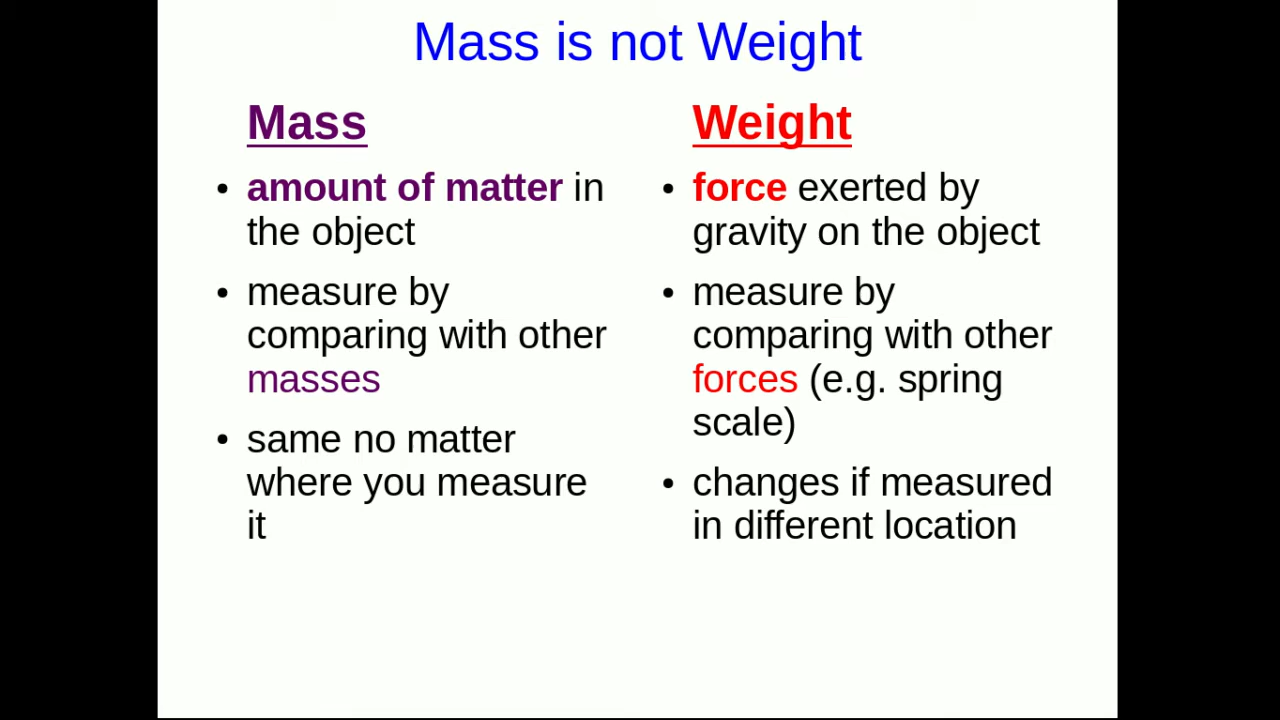 Mass is not Weight
Mass
• amount of matter in
the object
• measure by
comparing with other
masses
• same no matter
where you measure
it
Weight
• force exerted by
gravity on the object
• measure by
comparing with other
forces (e.g. spring
scale)
• changes if measured
in different location